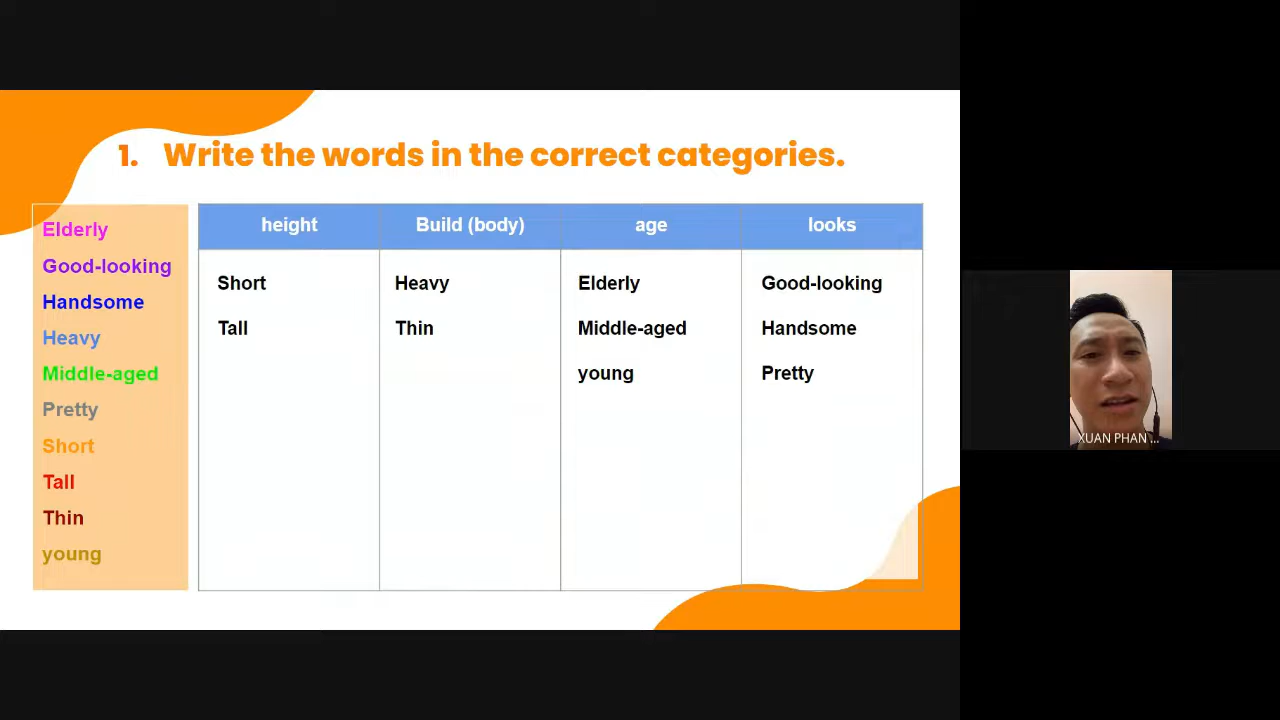 1. Write the words in the correct categories.
Elderly
Good-looking
Handsome
Heavy
Middle-aged
Pretty
Short
Tall
Thin
young
height Build (body) age looks
Short Heavy Elderly Good-looking
Tall Thin Middle-aged Handsome
young Pretty
XUAN PHAN ...